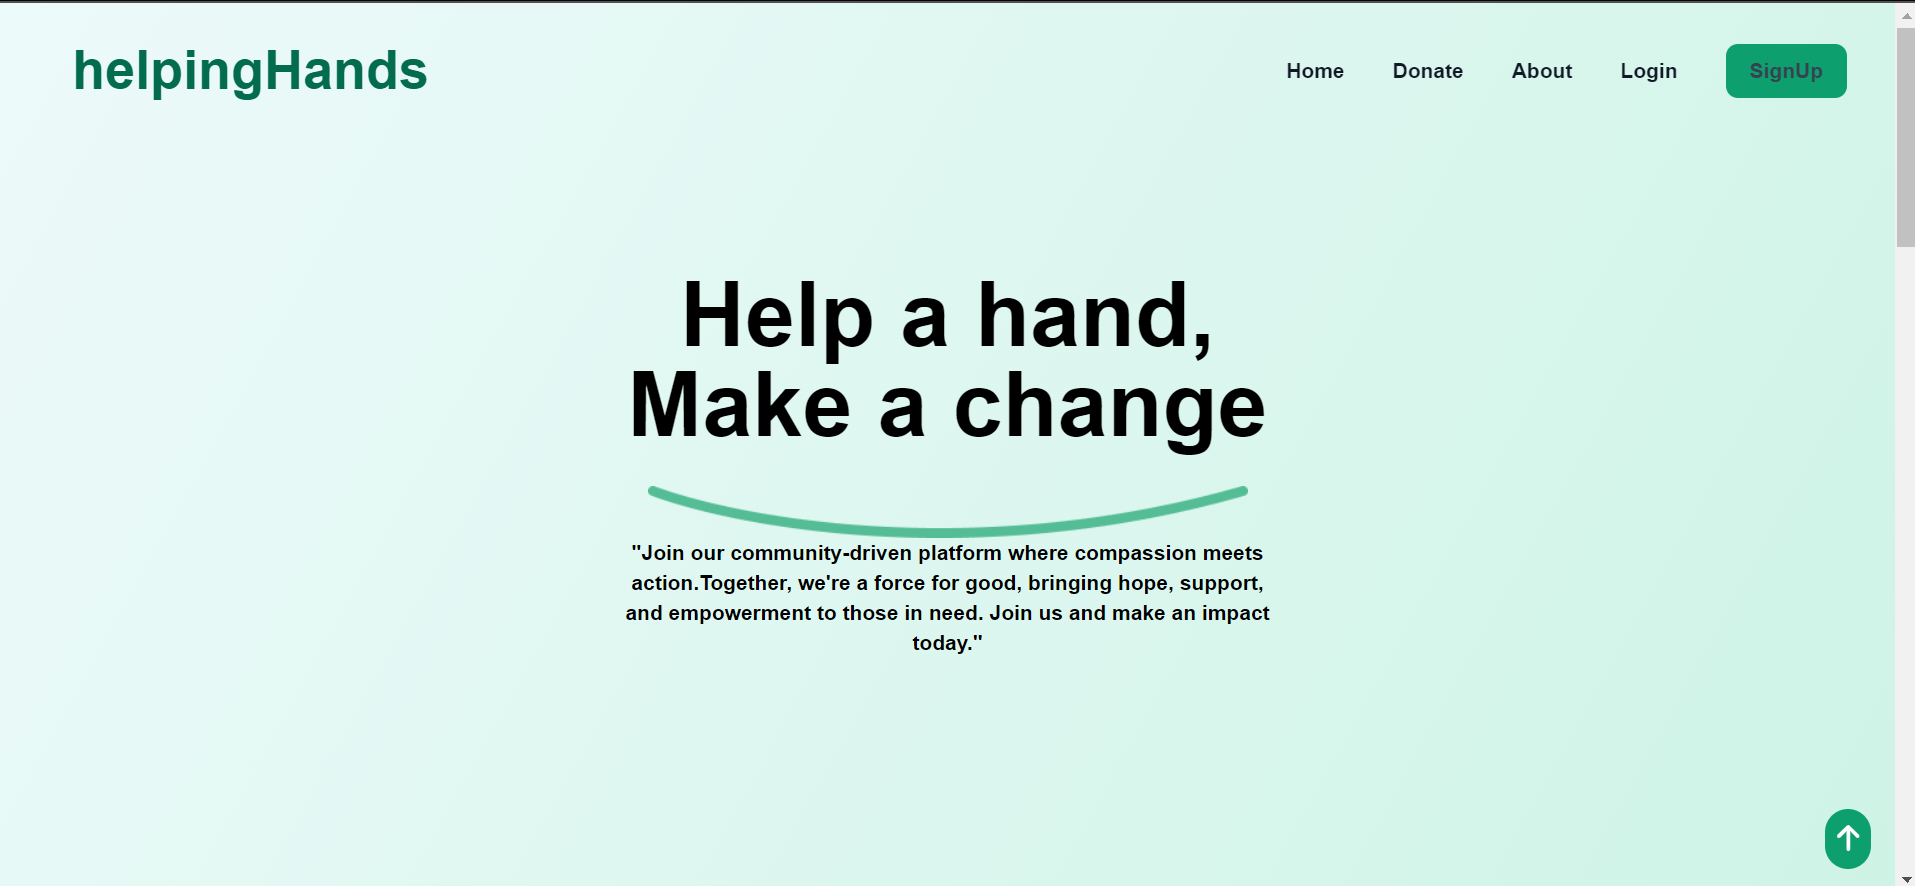 helpingHands
Home Donate About Login SignUp
Help a hand,
Make a change
"Join our community-driven platform where compassion meets
action.Together, we're a force for good, bringing hope, support,
and empowerment to those in need. Join us and make an impact
today."